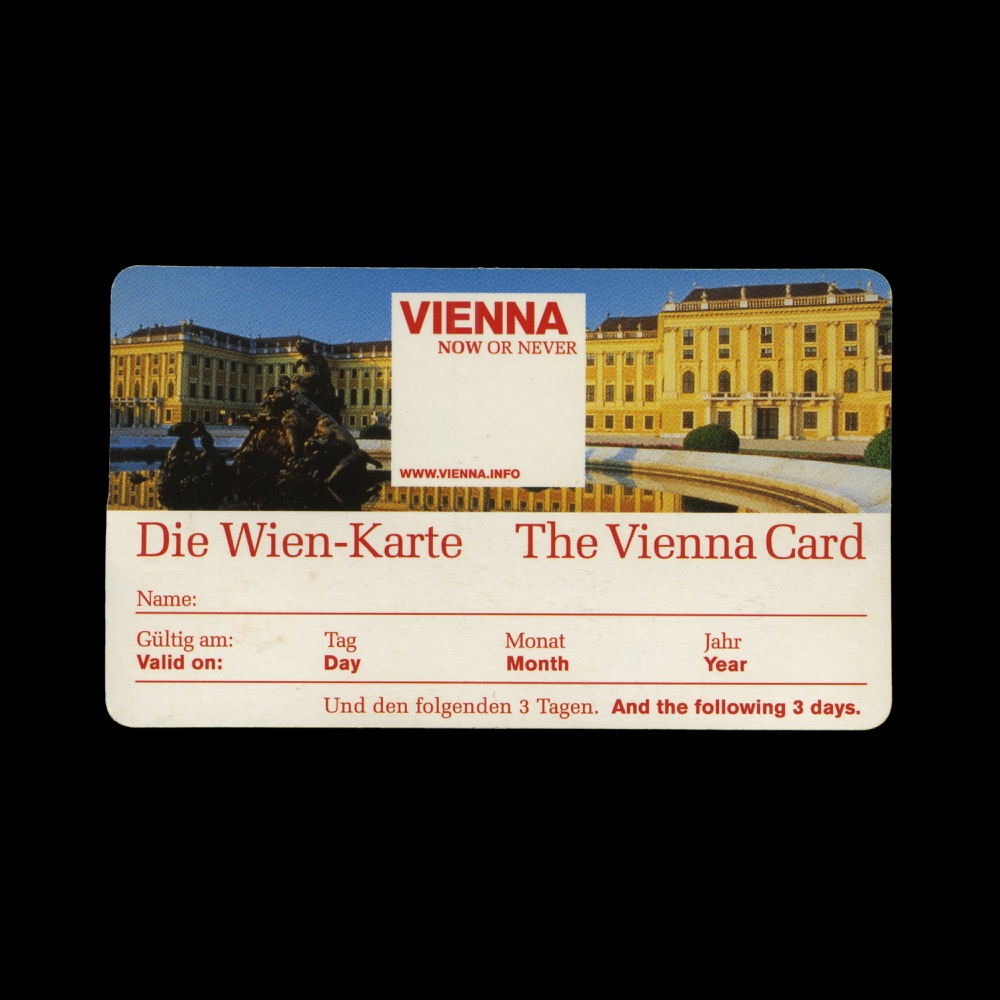 VIENNA
NOW OR NEVER
WWW.VIENNA.INFO
Die Wien-Karte The Vienna Card
Name:
Gültig am: Tag Monat Jahr
Valid on: Day Month Year
Und den folgenden 3 Tagen. And the following 3 days.